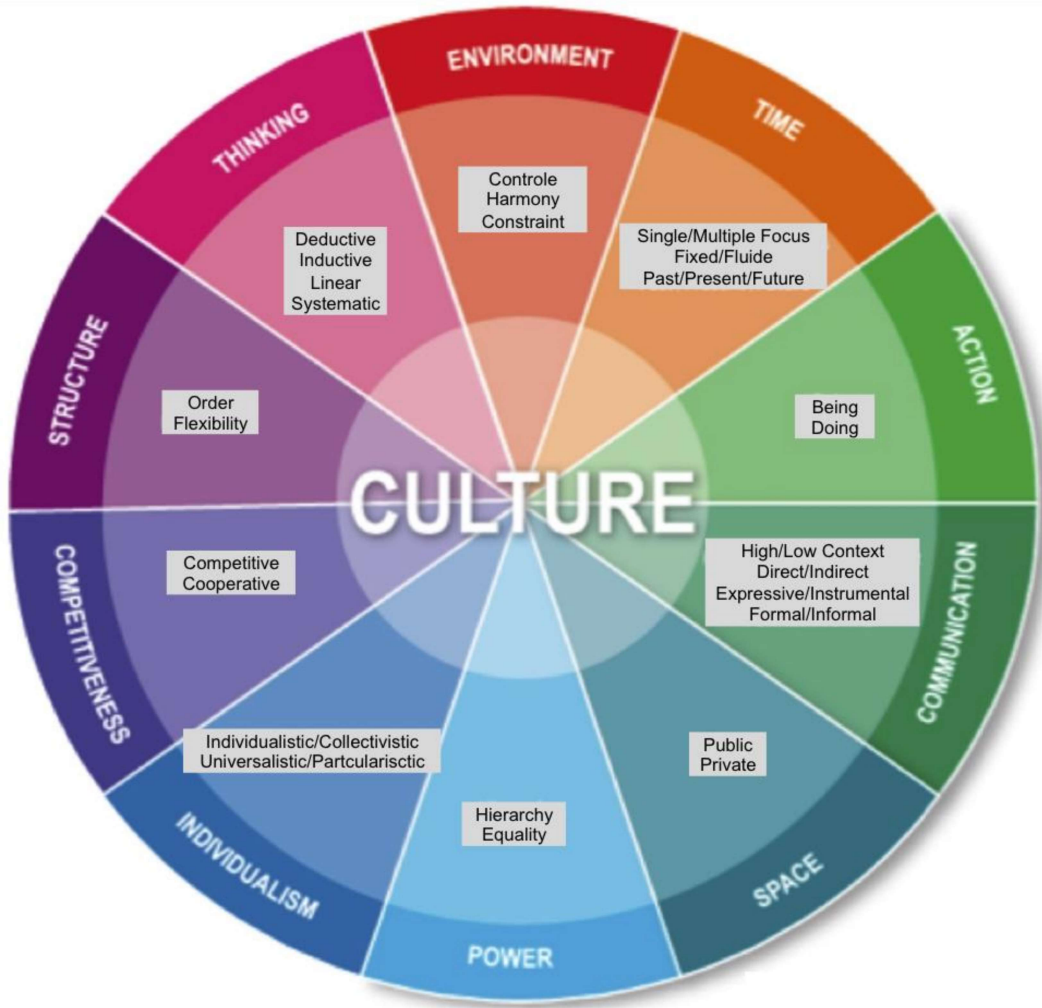 ENVIRONMENT
Controle
Harmony
Constraint
TIME
Single/Multiple Focus
Fixed/Fluide
Past/Present/Future
ACTION
Being
Doing
COMMUNICATION
High/Low Context
Direct/Indirect
Expressive/Instrumental
Formal/Informal
SPACE
Public
Private
POWER
Hierarchy
Equality
INDIVIDUALISM
Individualistic/Collectivistic
Universalistic/Partcularisctic
COMPETITIVENESS
Competitive
Cooperative
STRUCTURE
Order
Flexibility
THINKING
Deductive
Inductive
Linear
Systematic
CULTURE